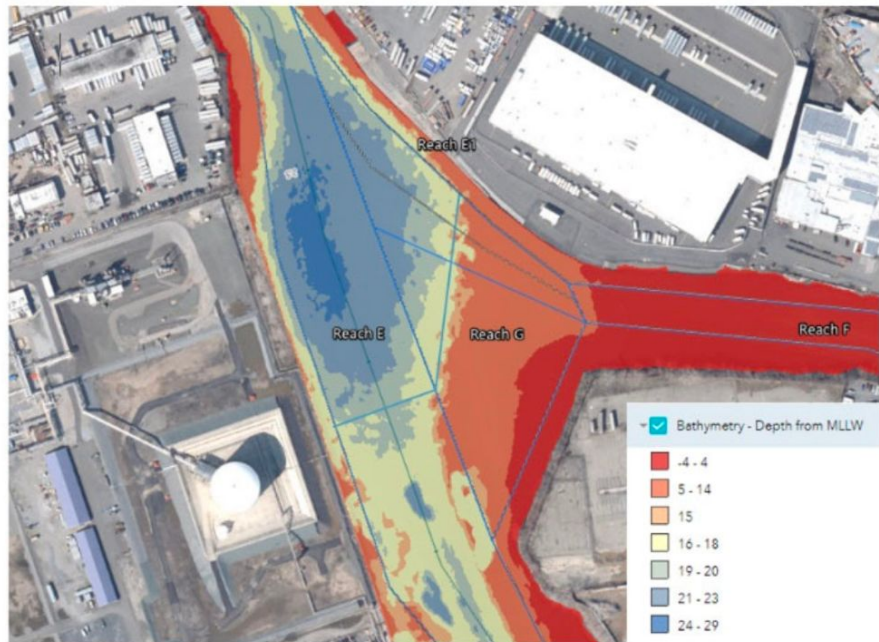 Reach E1
Reach E
Reach G
Reach F
Bathymetry - Depth from MLLW
-4 - 4
5 - 14
15
16 - 18
19 - 20
21 - 23
24 - 29